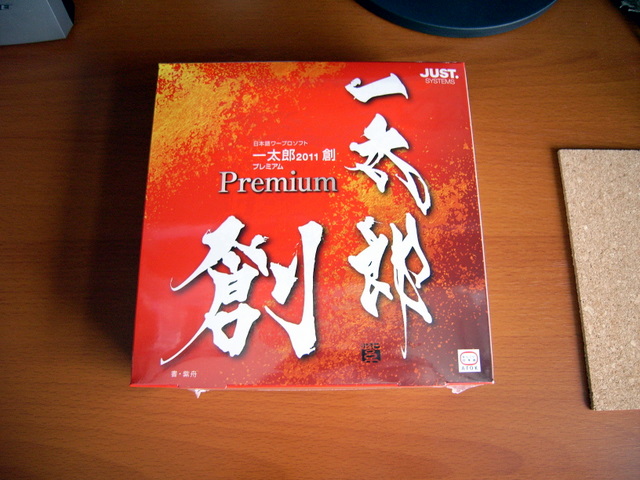 JUST.
SYSTEMS
一太郎
日本語ワープロソフト
一太郎2011 創
プレミアム
Premium
創
書・紫舟
ATOK